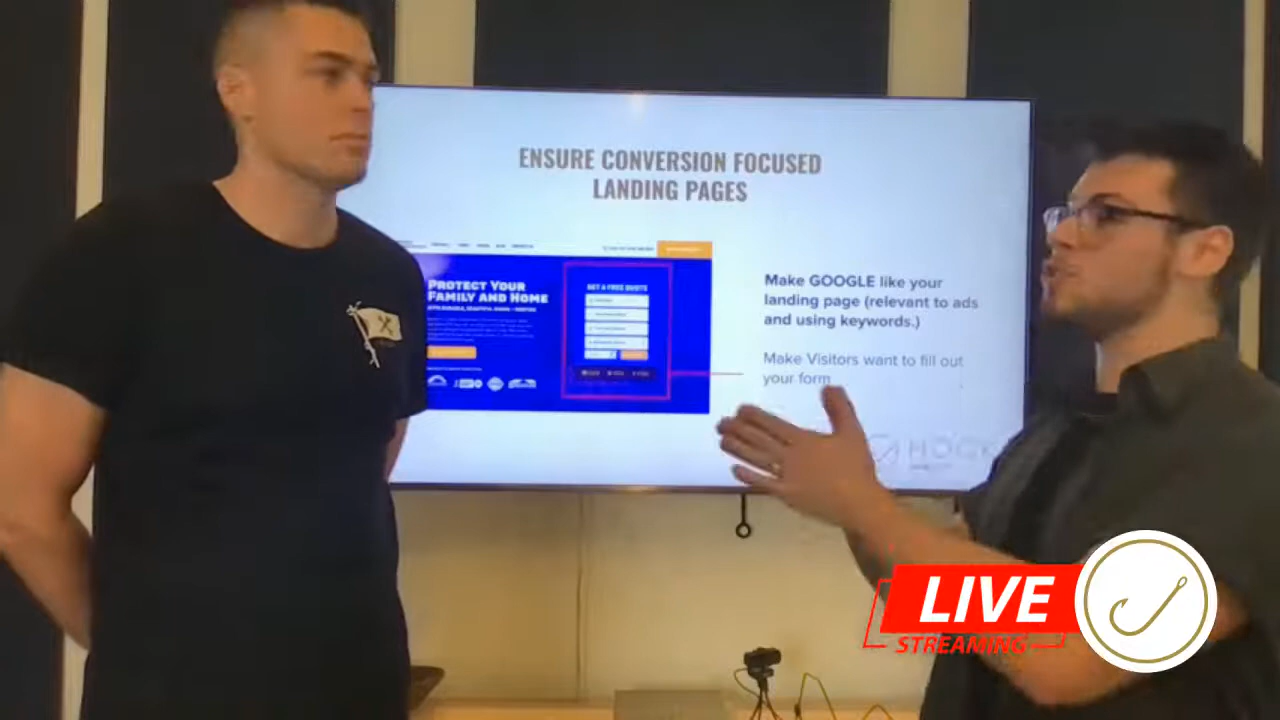 ENSURE CONVERSION FOCUSED
LANDING PAGES
PROTECT YOUR
FAMILY AND HOME
GET A FREE QUOTE
Make GOOGLE like your
landing page (relevant to ads
and using keywords.)
Make Visitors want to fill out
your form
HOOK
LIVE
STREAMING